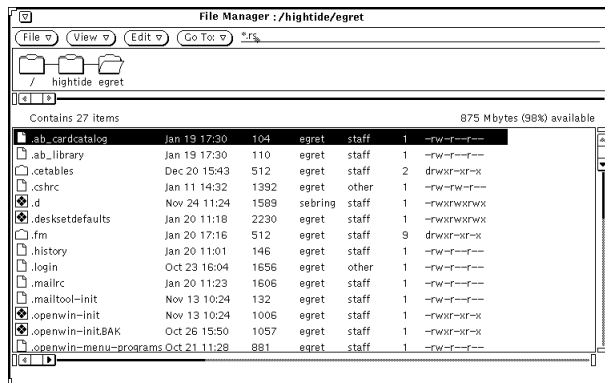 File Manager : /hightide/egret
File View Edit Go To: *.rs
/ hightide egret
Contains 27 items 875 Mbytes (98%) available
.ab_cardcatalog Jan 19 17:30 104 egret staff 1 -rw-r--r--
.ab_library Jan 19 17:30 110 egret staff 1 -rw-r--r--
.cetables Dec 20 15:43 512 egret staff 2 drwxr-xr-x
.cshrc Jan 11 14:32 1392 egret other 1 -rw-rw-r--
.d Nov 24 11:24 1589 sebring staff 1 -rwxrwxrwx
.desksetdefaults Jan 20 11:18 2230 egret staff 1 -rwxrwxrwx
.fm Jan 20 17:16 512 egret staff 9 drwxr-xr-x
.history Jan 20 11:01 146 egret staff 1 -rw-r--r--
.login Oct 23 16:04 1656 egret other 1 -rw-r--r--
.mailrc Jan 20 11:23 1606 egret staff 1 -rw-r--r--
.mailtool-init Nov 13 10:24 132 egret staff 1 -rw-r--r--
.openwin-init Nov 13 10:24 1006 egret staff 1 -rwxr-xr-x
.openwin-init.BAK Oct 26 15:50 1057 egret staff 1 -rwxr-xr-x
.openwin-menu-programs Oct 21 11:28 881 egret staff 1 -rw-r--r--